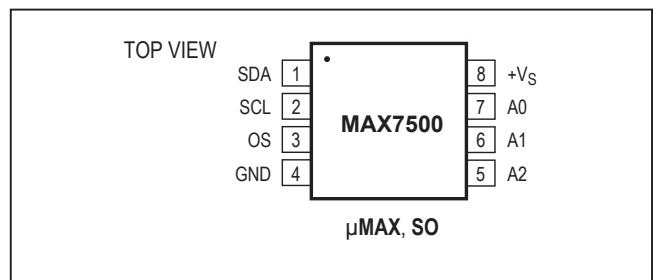 TOP VIEW
SDA 1 8 +VS
SCL 2 7 A0
MAX7500
OS 3 6 A1
GND 4 5 A2
µMAX, SO